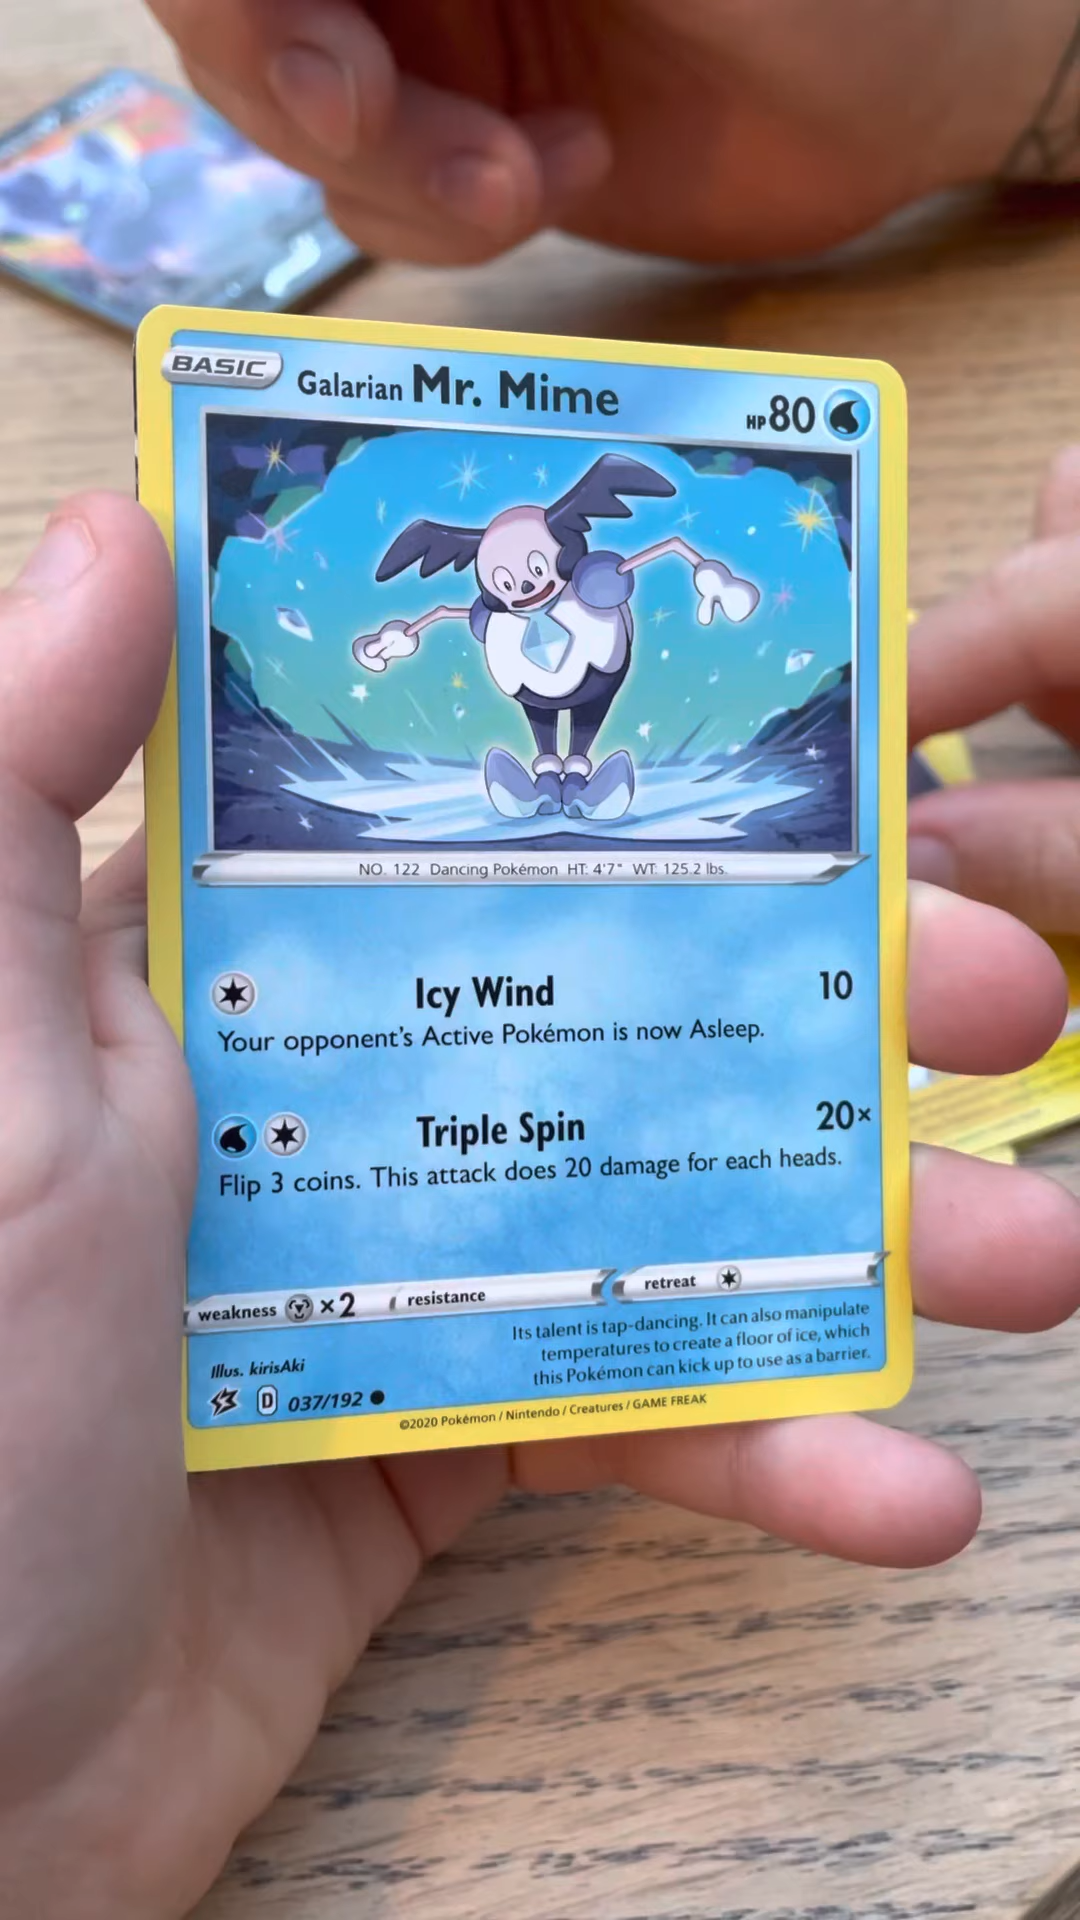 BASIC Galarian Mr. Mime HP 80
NO. 122 Dancing Pokémon HT: 4'7" WT: 125.2 lbs.
Icy Wind 10
Your opponent's Active Pokémon is now Asleep.
Triple Spin 20×
Flip 3 coins. This attack does 20 damage for each heads.
weakness ×2 resistance retreat
Its talent is tap-dancing. It can also manipulate
temperatures to create a floor of ice, which
this Pokémon can kick up to use as a barrier.
Illus. kirisAki
D 037/192
©2020 Pokémon / Nintendo / Creatures / GAME FREAK